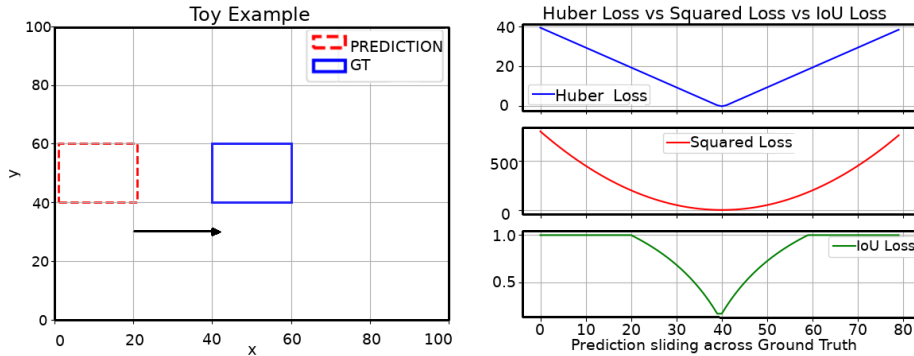 Toy Example
100
80
60
40
20
0
y
0
20
40
60
80
100
x
PREDICTION
GT
Huber Loss vs Squared Loss vs IoU Loss
40
20
0
Huber Loss
500
0
Squared Loss
1.0
0.5
IoU Loss
0
10
20
30
40
50
60
70
80
Prediction sliding across Ground Truth